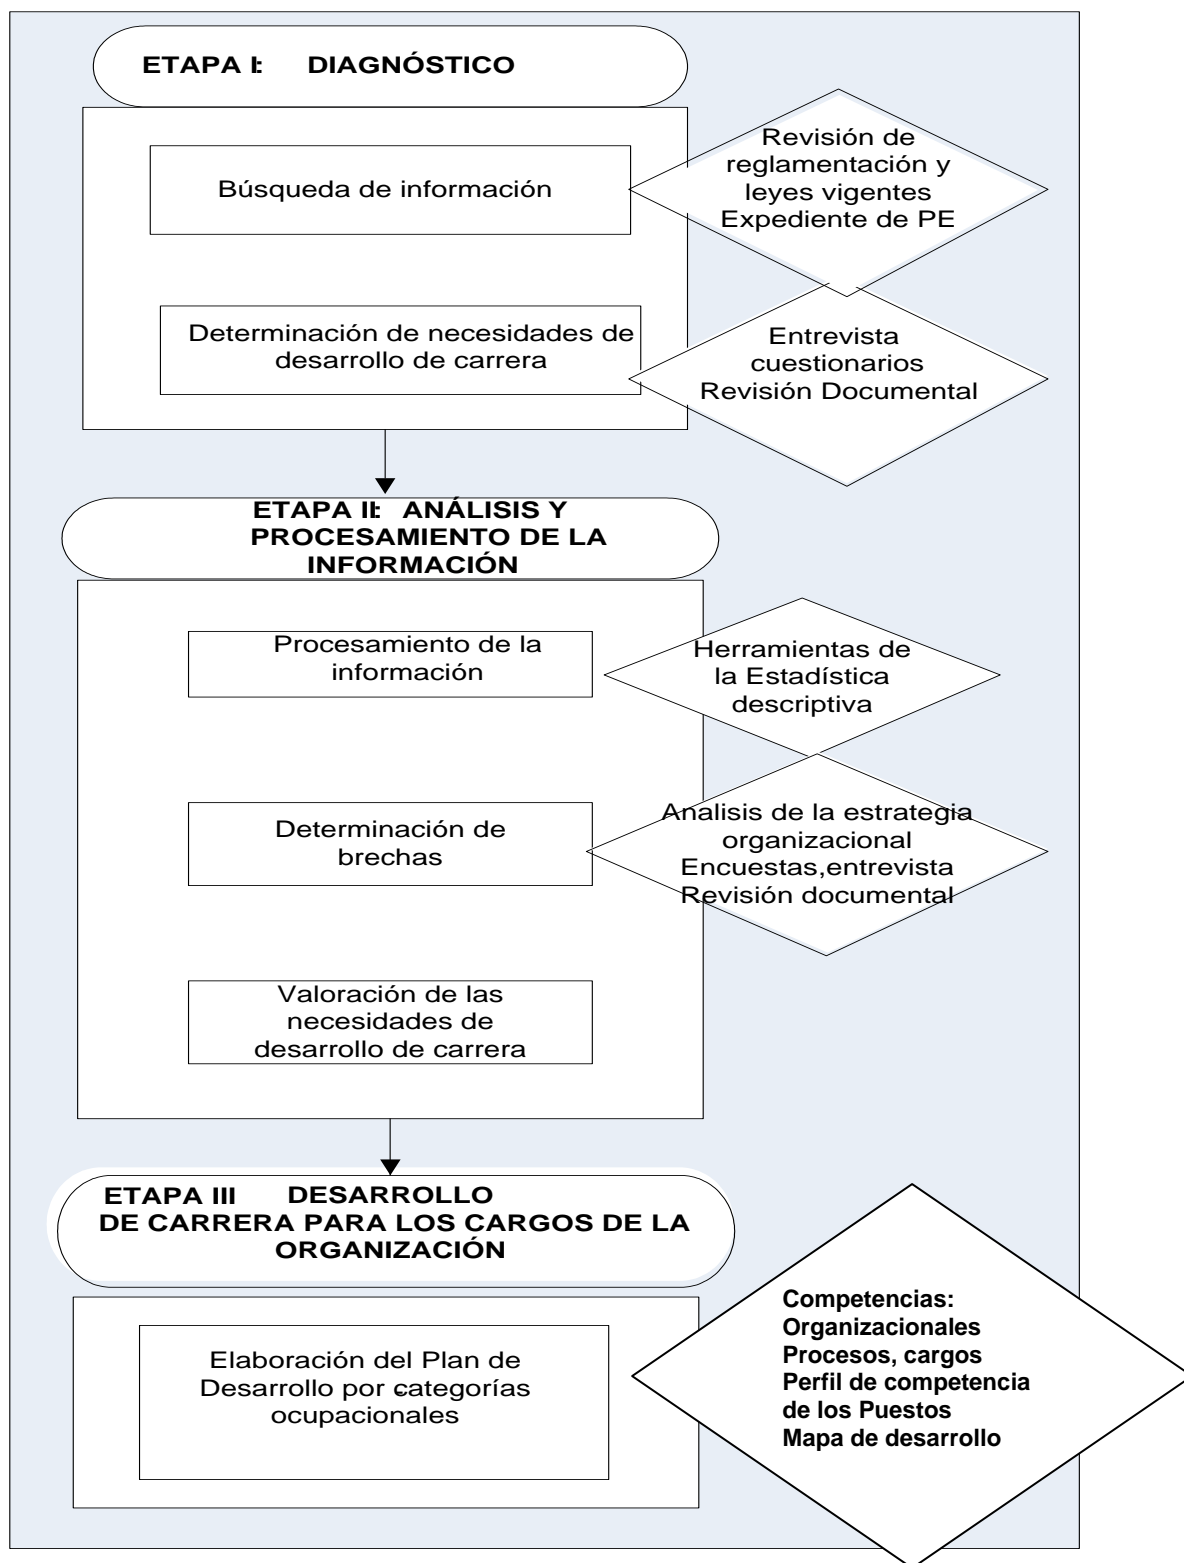 ETAPA I: DIAGNÓSTICO
Búsqueda de información
Revisión de
reglamentación y
leyes vigentes
Expediente de PE
Determinación de necesidades de
desarrollo de carrera
Entrevista
cuestionarios
Revisión Documental
ETAPA II: ANÁLISIS Y
PROCESAMIENTO DE LA
INFORMACIÓN
Procesamiento de la
información
Herramientas de
la Estadística
descriptiva
Determinación de
brechas
Analisis de la estrategia
organizacional
Encuestas,entrevista
Revisión documental
Valoración de las
necesidades de
desarrollo de carrera
ETAPA III DESARROLLO
DE CARRERA PARA LOS CARGOS DE LA
ORGANIZACIÓN
Elaboración del Plan de
Desarrollo por categorías
ocupacionales
Competencias:
Organizacionales
Procesos, cargos
Perfil de competencia
de los Puestos
Mapa de desarrollo